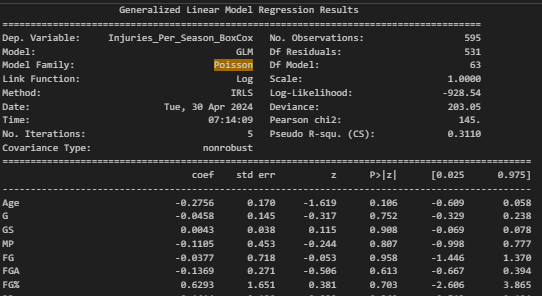 Generalized Linear Model Regression Results
==============================================================================
Dep. Variable: Injuries_Per_Season_BoxCox No. Observations: 595
Model: GLM Df Residuals: 531
Model Family: Poisson Df Model: 63
Link Function: Log Scale: 1.0000
Method: IRLS Log-Likelihood: -928.54
Date: Tue, 30 Apr 2024 Deviance: 203.05
Time: 07:14:09 Pearson chi2: 145.
No. Iterations: 5 Pseudo R-squ. (CS): 0.3110
Covariance Type: nonrobust
==============================================================================
coef std err z P>|z| [0.025 0.975]
------------------------------------------------------------------------------
Age -0.2756 0.170 -1.619 0.106 -0.609 0.058
G -0.0458 0.145 -0.317 0.752 -0.329 0.238
GS 0.0043 0.038 0.115 0.908 -0.069 0.078
MP -0.1105 0.453 -0.244 0.807 -0.998 0.777
FG -0.0377 0.718 -0.053 0.958 -1.446 1.370
FGA -0.1369 0.271 -0.506 0.613 -0.667 0.394
FG% 0.6293 1.651 0.381 0.703 -2.606 3.865